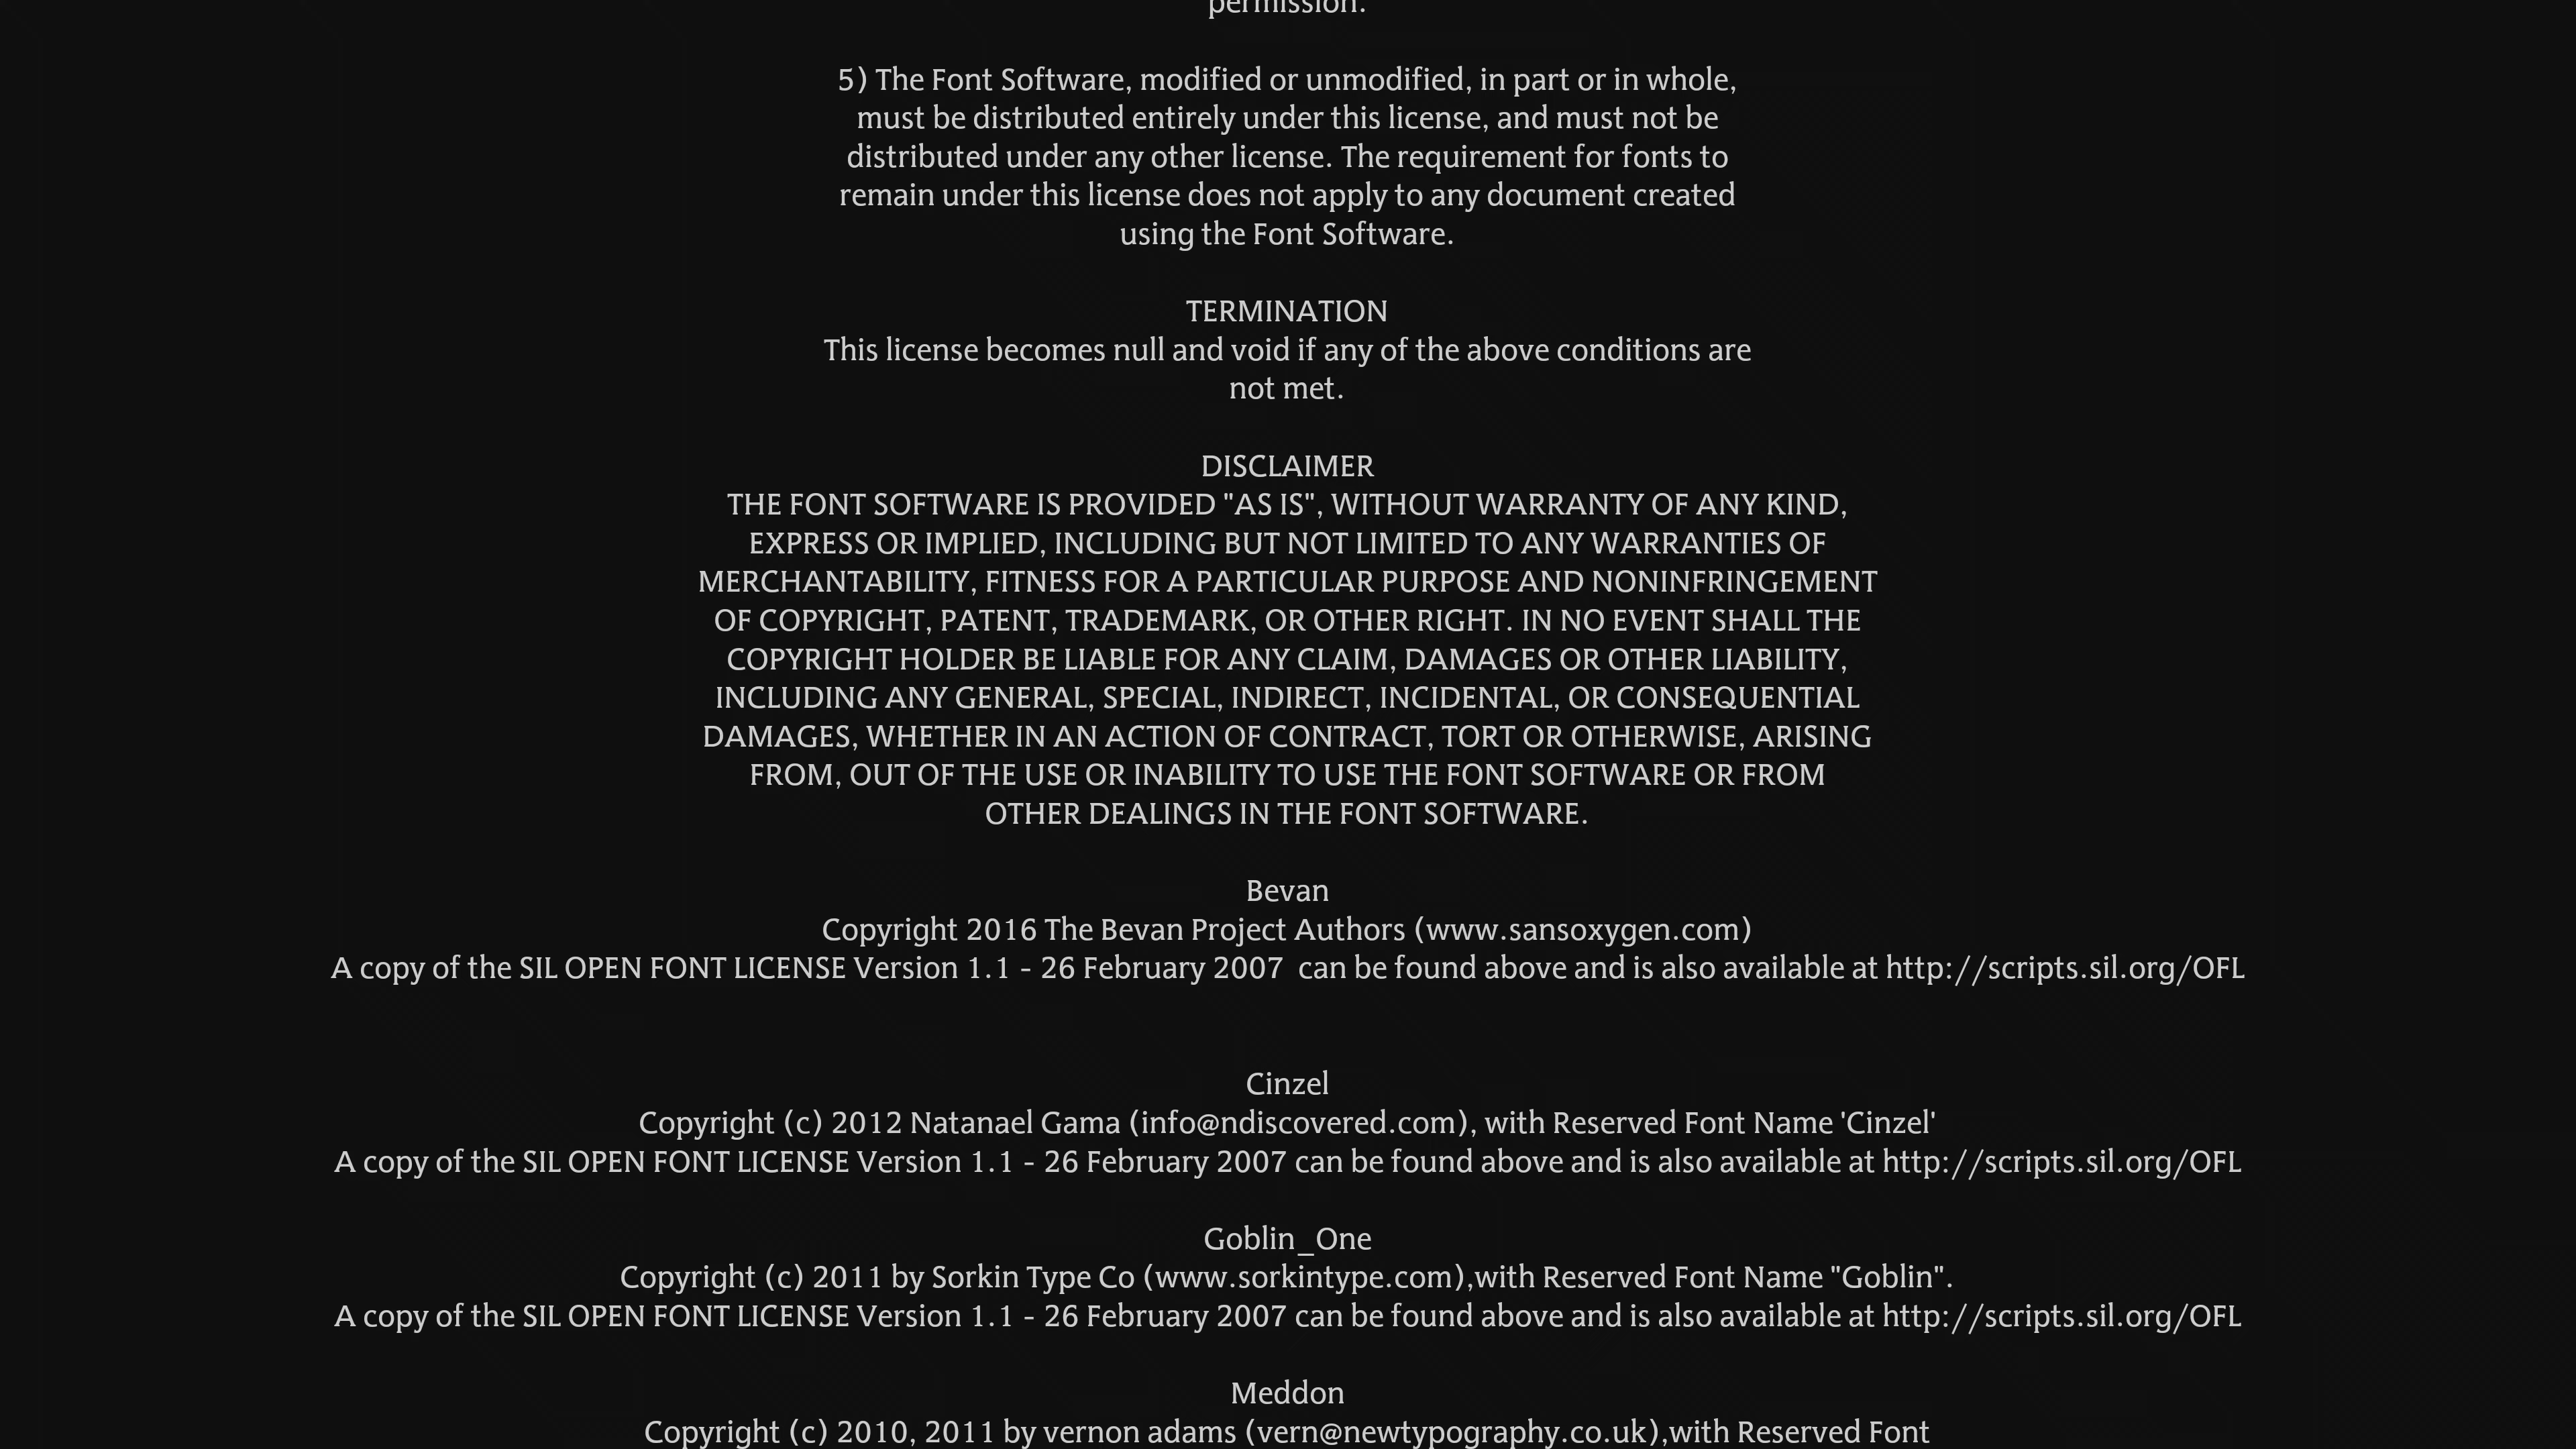 permission.
5) The Font Software, modified or unmodified, in part or in whole,
must be distributed entirely under this license, and must not be
distributed under any other license. The requirement for fonts to
remain under this license does not apply to any document created
using the Font Software.
TERMINATION
This license becomes null and void if any of the above conditions are
not met.
DISCLAIMER
THE FONT SOFTWARE IS PROVIDED "AS IS", WITHOUT WARRANTY OF ANY KIND,
EXPRESS OR IMPLIED, INCLUDING BUT NOT LIMITED TO ANY WARRANTIES OF
MERCHANTABILITY, FITNESS FOR A PARTICULAR PURPOSE AND NONINFRINGEMENT
OF COPYRIGHT, PATENT, TRADEMARK, OR OTHER RIGHT. IN NO EVENT SHALL THE
COPYRIGHT HOLDER BE LIABLE FOR ANY CLAIM, DAMAGES OR OTHER LIABILITY,
INCLUDING ANY GENERAL, SPECIAL, INDIRECT, INCIDENTAL, OR CONSEQUENTIAL
DAMAGES, WHETHER IN AN ACTION OF CONTRACT, TORT OR OTHERWISE, ARISING
FROM, OUT OF THE USE OR INABILITY TO USE THE FONT SOFTWARE OR FROM
OTHER DEALINGS IN THE FONT SOFTWARE.
Bevan
Copyright 2016 The Bevan Project Authors (www.sansoxygen.com)
A copy of the SIL OPEN FONT LICENSE Version 1.1 - 26 February 2007  can be found above and is also available at http://scripts.sil.org/OFL
Cinzel
Copyright (c) 2012 Natanael Gama (info@ndiscovered.com), with Reserved Font Name 'Cinzel'
A copy of the SIL OPEN FONT LICENSE Version 1.1 - 26 February 2007 can be found above and is also available at http://scripts.sil.org/OFL
Goblin_One
Copyright (c) 2011 by Sorkin Type Co (www.sorkintype.com),with Reserved Font Name "Goblin".
A copy of the SIL OPEN FONT LICENSE Version 1.1 - 26 February 2007 can be found above and is also available at http://scripts.sil.org/OFL
Meddon
Copyright (c) 2010, 2011 by vernon adams (vern@newtypography.co.uk),with Reserved Font